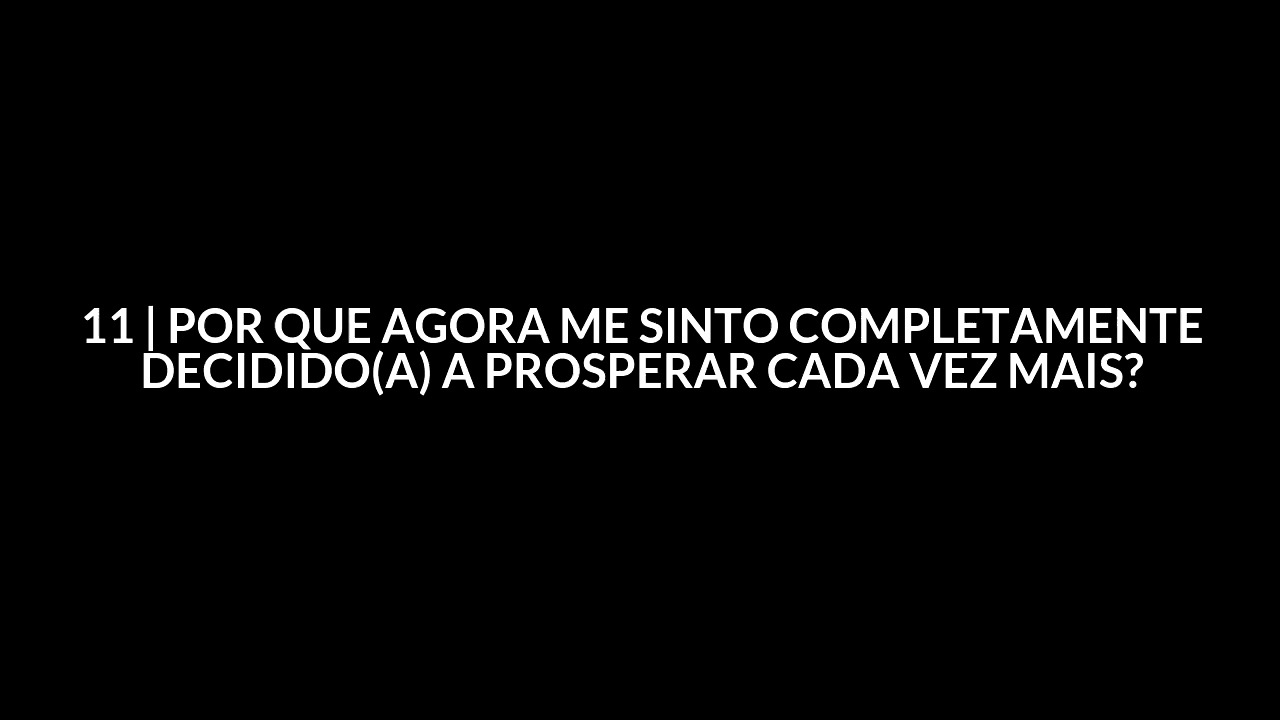 11 | POR QUE AGORA ME SINTO COMPLETAMENTE
DECIDIDO(A) A PROSPERAR CADA VEZ MAIS?